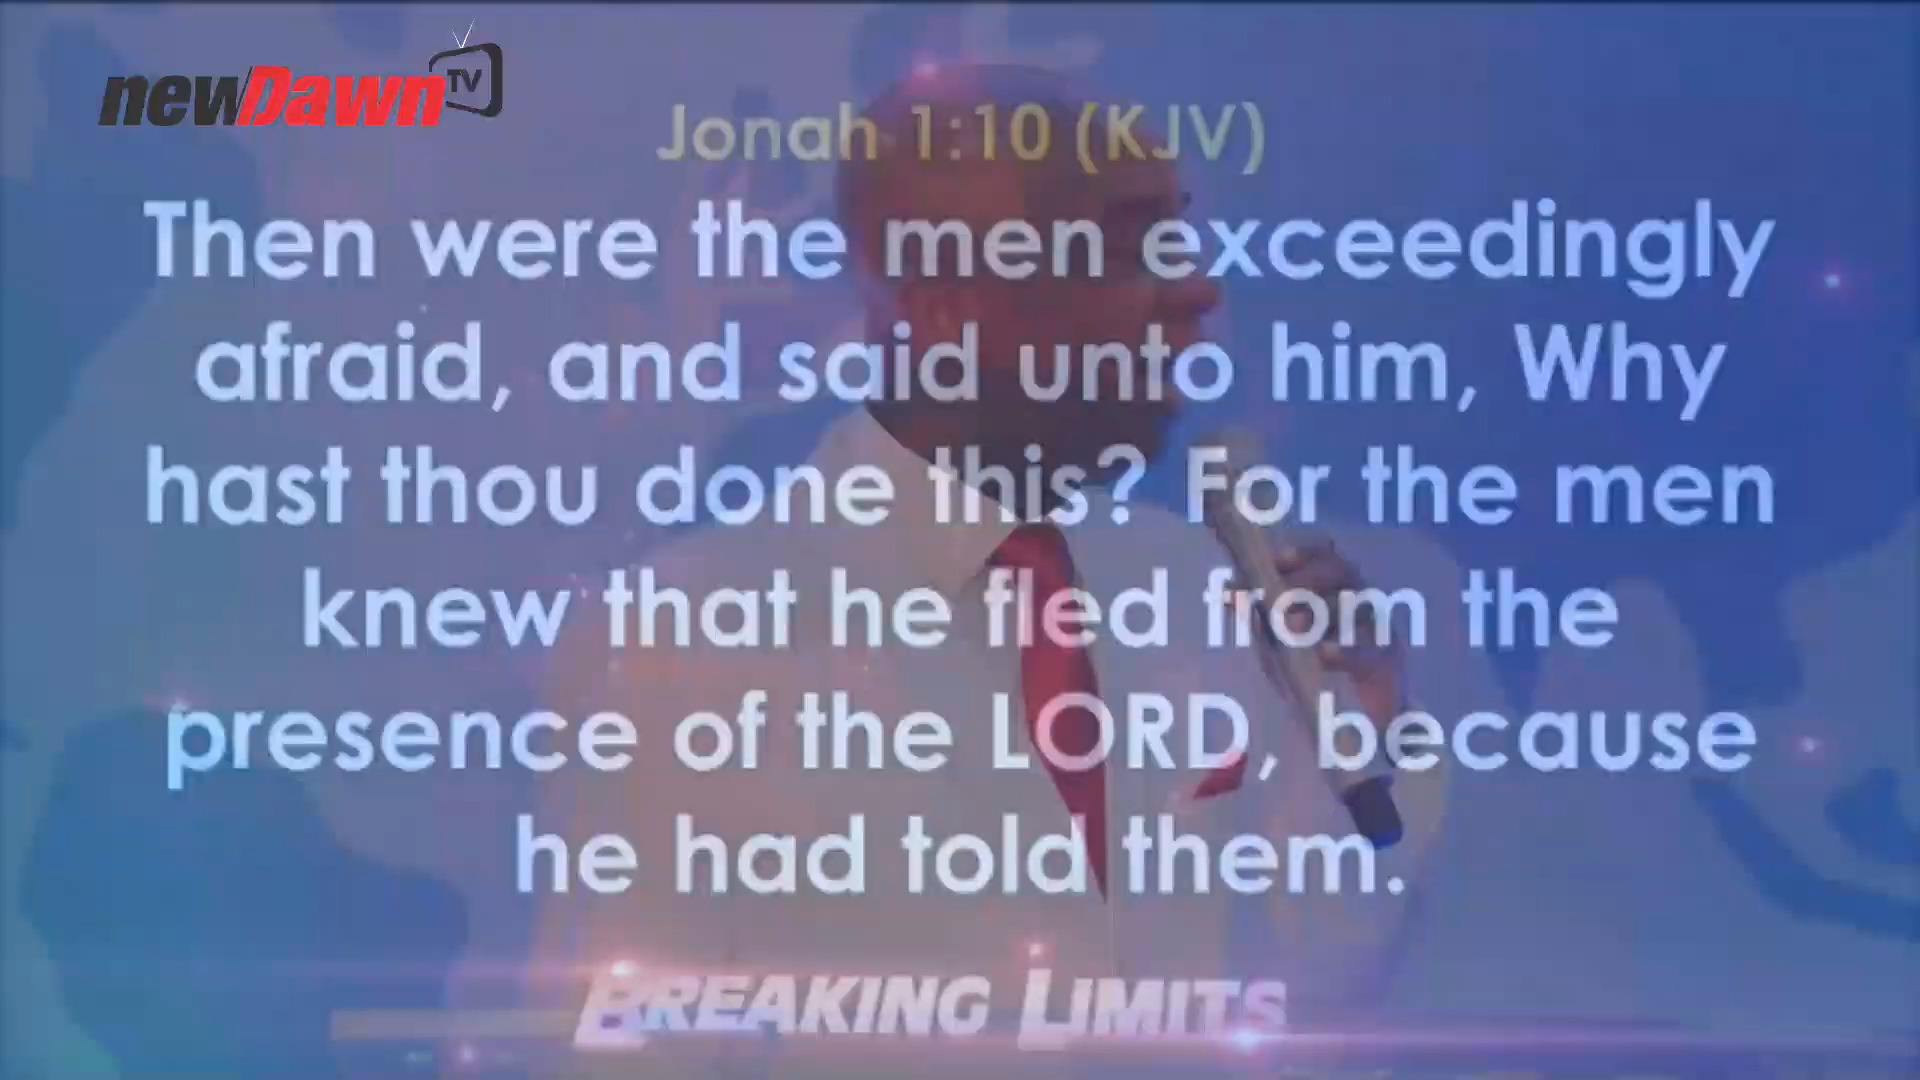 newDawn TV
Jonah 1:10 (KJV)
Then were the men exceedingly
afraid, and said unto him, Why
hast thou done this? For the men
knew that he fled from the
presence of the LORD, because
he had told them.
BREAKING LIMITS